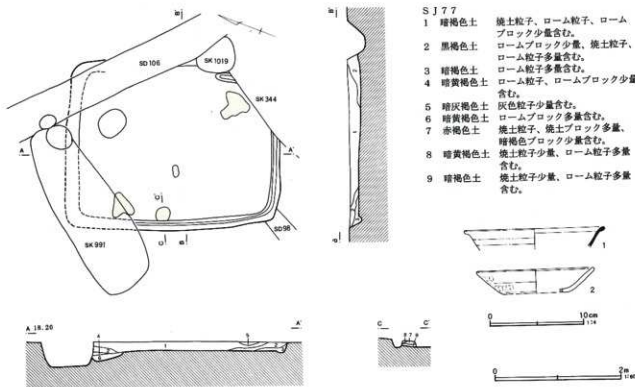 SJ77
1 暗褐色土 焼土粒子、ローム粒子、ローム
ブロック少量含む。
2 黒褐色土 ロームブロック少量、焼土粒子、
ローム粒子多量含む。
3 暗褐色土 ローム粒子多量含む。
4 暗黄褐色土 ローム粒子、ロームブロック少量
含む。
5 暗灰褐色土 灰色粒子少量含む。
6 暗黄褐色土 ロームブロック多量含む。
7 赤褐色土 焼土粒子、焼土ブロック多量、
暗褐色ブロック少量含む。
8 暗黄褐色土 焼土粒子少量、ローム粒子多量
含む。
9 暗褐色土 焼土粒子少量、ローム粒子多量
含む。
SD106
SK1019
SK344
A
A'
SK991
SD98
1
2
0 10cm
A 18.20
A'
C C'
0 2m